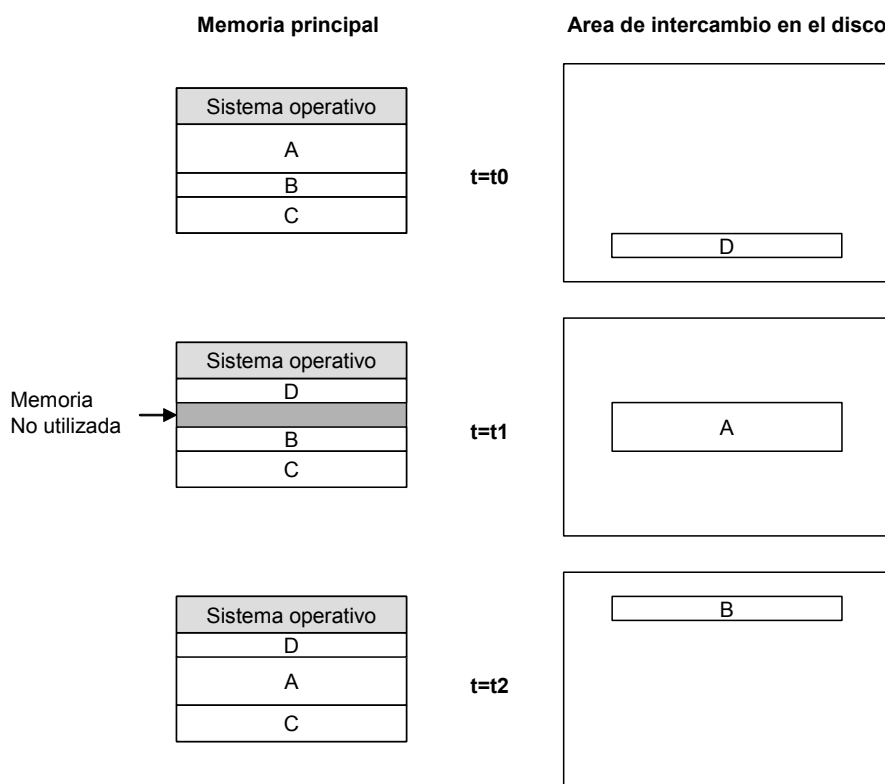 Memoria principal
Area de intercambio en el disco
Sistema operativo
A
B
C
t=t0
D
Sistema operativo
D
Memoria
No utilizada
B
C
t=t1
A
Sistema operativo
D
A
C
t=t2
B